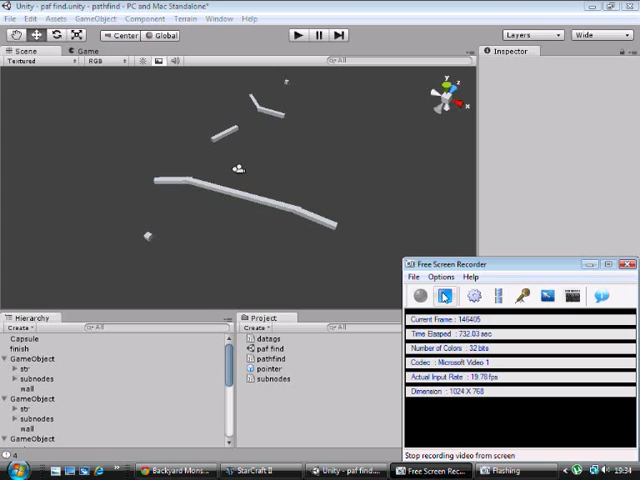 Unity - paf find.unity - pathfind - PC and Mac Standalone*
File Edit Assets GameObject Component Terrain Window Help
Center Global Layers Wide
Scene Game Inspector
Textured RGB All
y
z
x
Free Screen Recorder
File Options Help
Current Frame : 146405
Time Elapsed : 732.03 sec
Number of Colors : 32 bits
Codec : Microsoft Video 1
Actual Input Rate : 19.78 fps
Dimension : 1024 X 768
Stop recording video from screen
Hierarchy
Create All
Capsule
finish
GameObject
str
subnodes
wall
GameObject
str
subnodes
wall
GameObject
Project
Create All
datags
paf find
pathfind
pointer
subnodes
4
Backyard Mons... StarCraft II Unity - paf find.... Free Screen Rec... Flashing 19:34